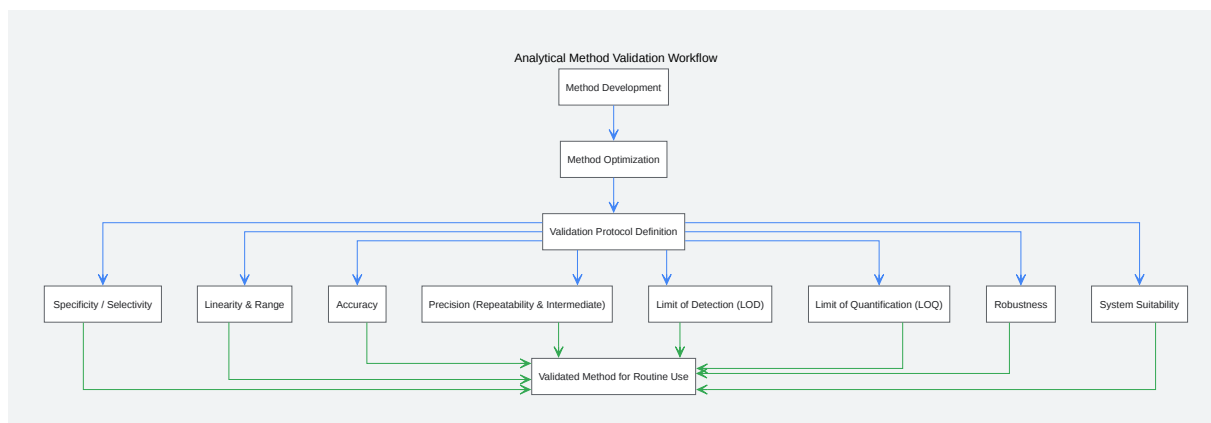 Analytical Method Validation Workflow
Method Development
Method Optimization
Validation Protocol Definition
Specificity / Selectivity
Linearity & Range
Accuracy
Precision (Repeatability & Intermediate)
Limit of Detection (LOD)
Limit of Quantification (LOQ)
Robustness
System Suitability
Validated Method for Routine Use